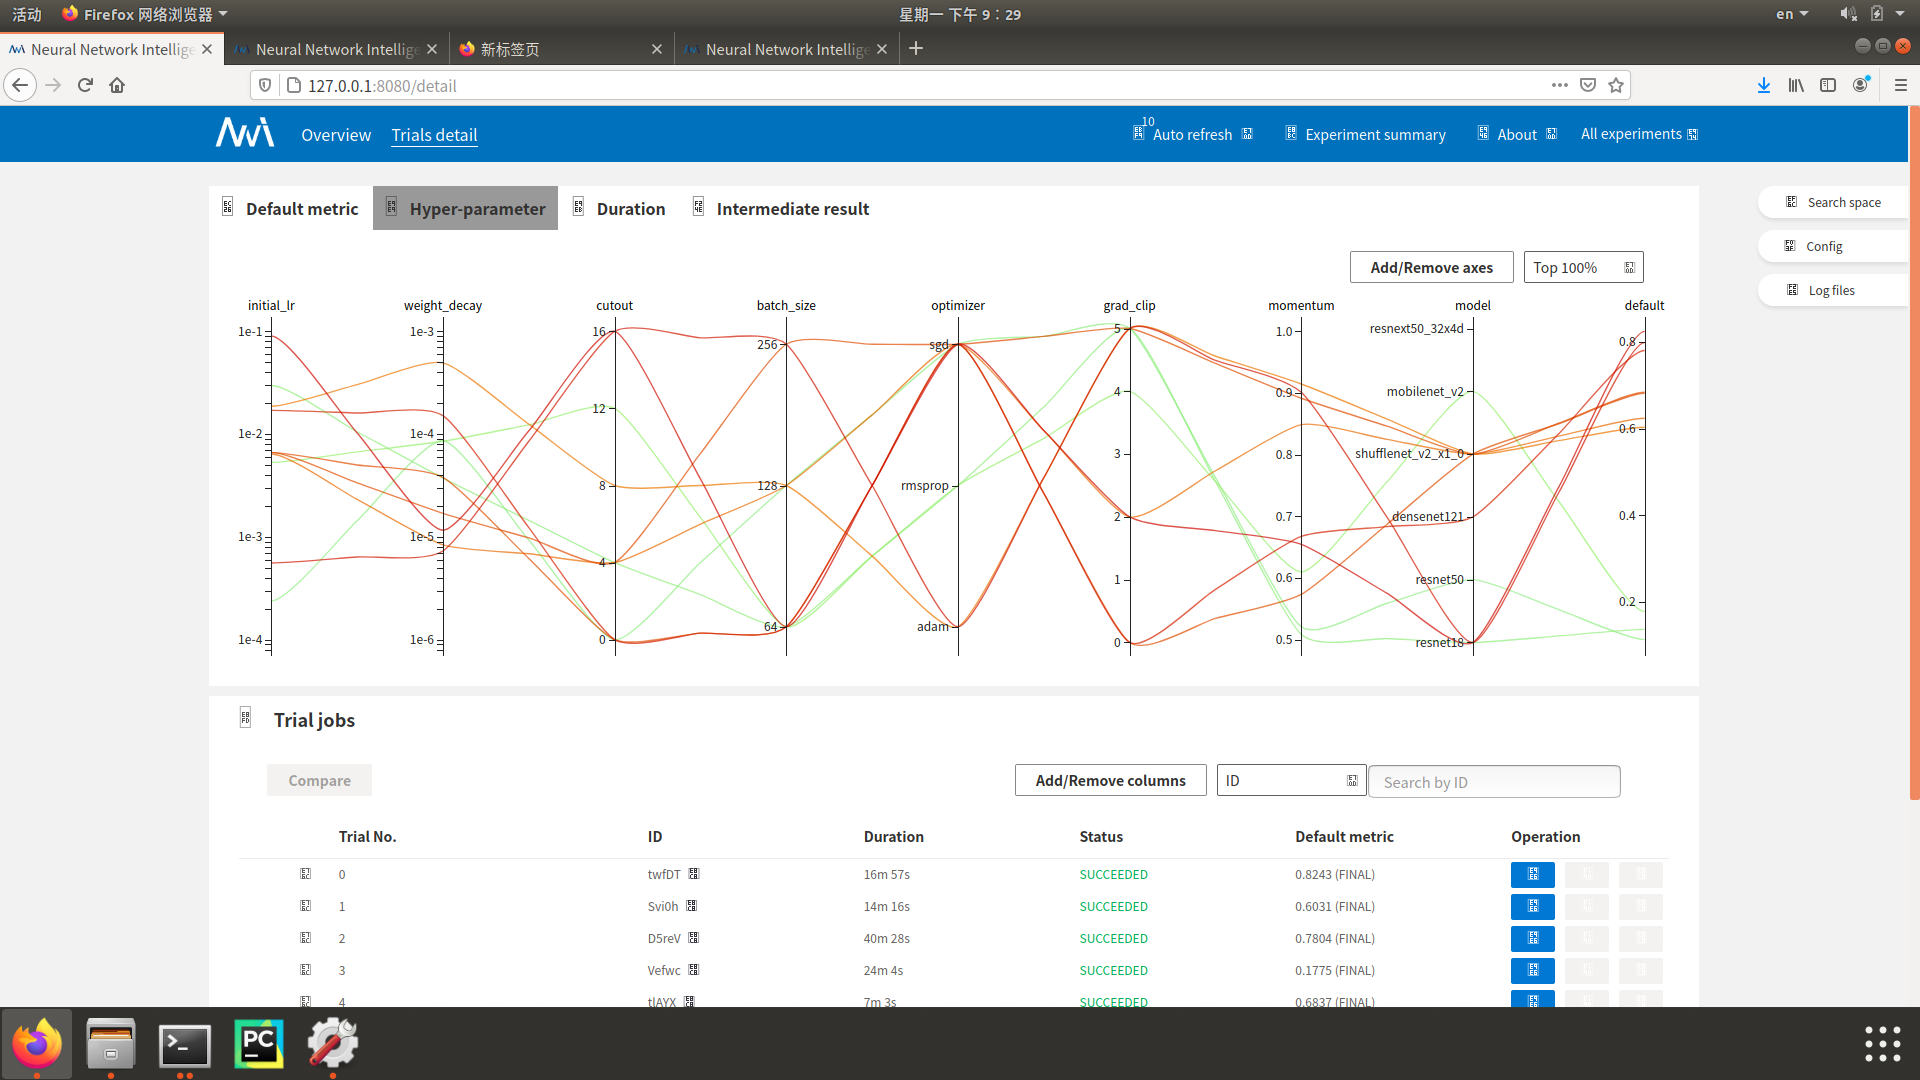 活动 Firefox 网络浏览器 星期一 下午 9：29 en
Neural Network Intellige Neural Network Intellige 新标签页 Neural Network Intellige
127.0.0.1:8080/detail
Overview Trials detail 10 Auto refresh Experiment summary About All experiments
Default metric Hyper-parameter Duration Intermediate result
Search space
Config
Log files
Add/Remove axes Top 100%
initial_lr weight_decay cutout batch_size optimizer grad_clip momentum model default
1e-1 1e-2 1e-3 1e-4
1e-3 1e-4 1e-5 1e-6
16 12 8 4 0
256 128 64
sgd rmsprop adam
5 4 3 2 1 0
1.0 0.9 0.8 0.7 0.6 0.5
resnext50_32x4d mobilenet_v2 shufflenet_v2_x1_0 densenet121 resnet50 resnet18
0.8 0.6 0.4 0.2
Trial jobs
Compare Add/Remove columns ID Search by ID
Trial No. ID Duration Status Default metric Operation
0 twfDT 16m 57s SUCCEEDED 0.8243 (FINAL)
1 Svi0h 14m 16s SUCCEEDED 0.6031 (FINAL)
2 D5reV 40m 28s SUCCEEDED 0.7804 (FINAL)
3 Vefwc 24m 4s SUCCEEDED 0.1775 (FINAL)
4 tlAYX 7m 3s SUCCEEDED 0.6837 (FINAL)
PC